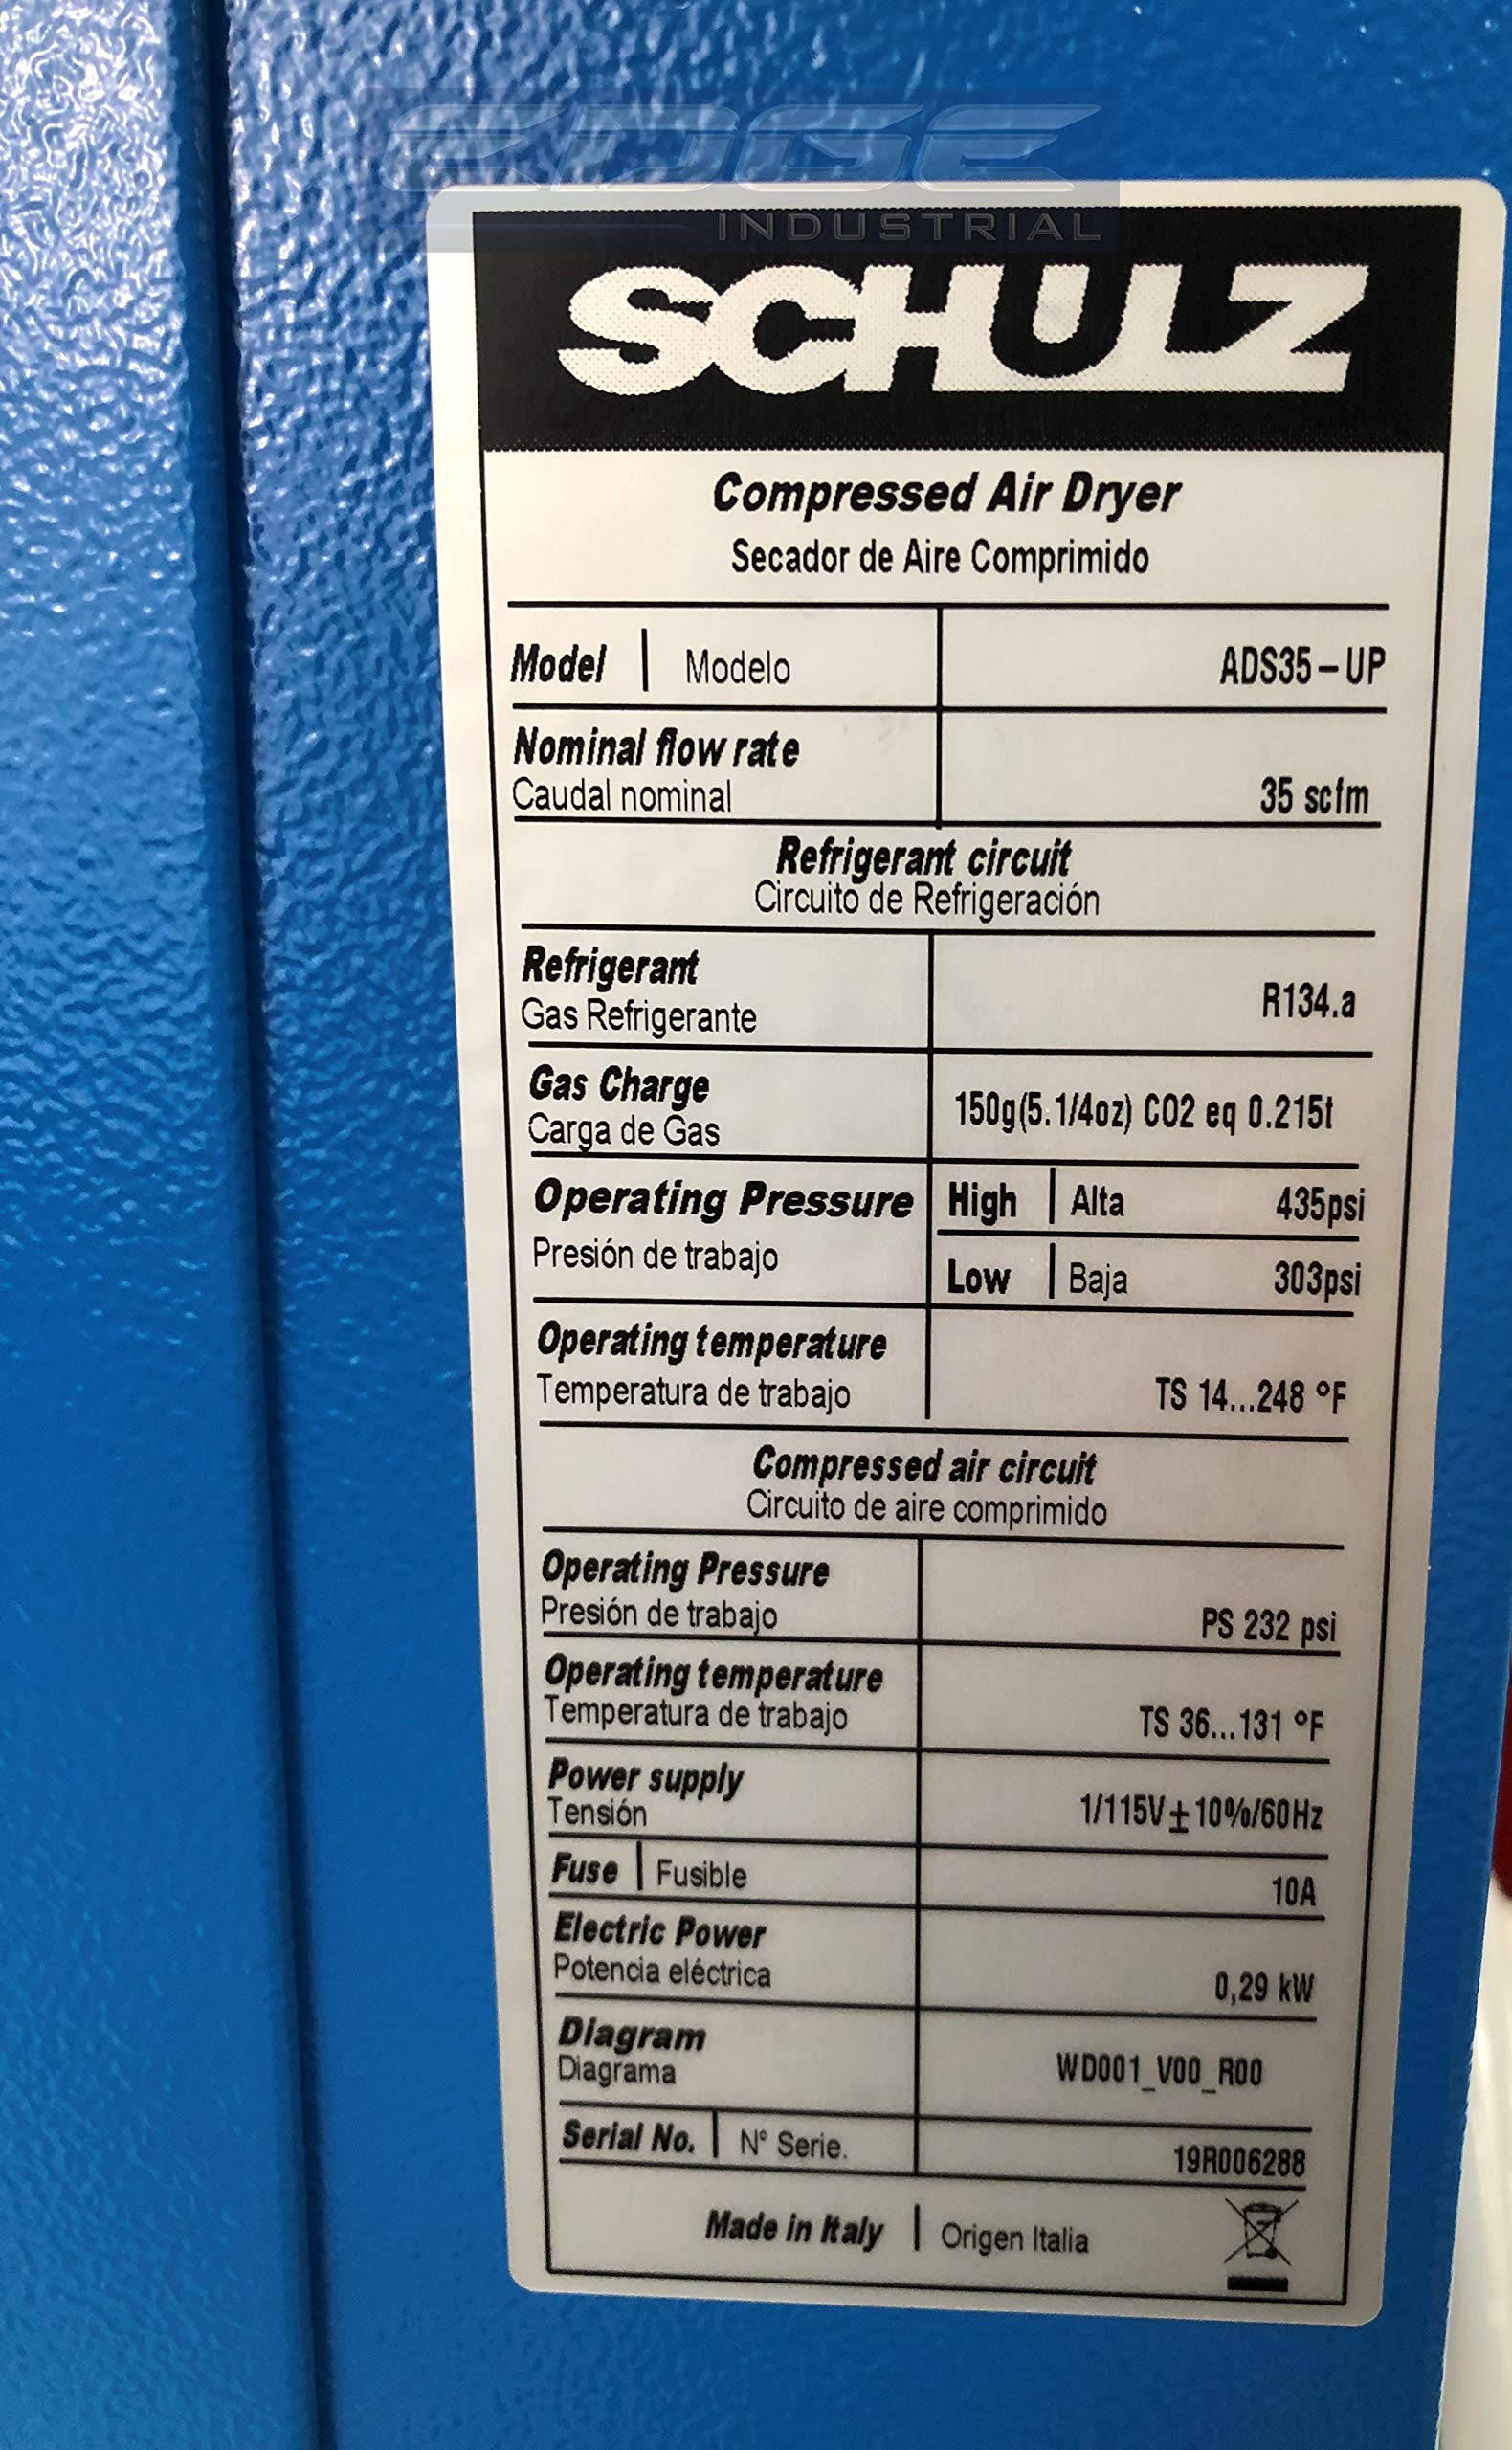 EDGE
INDUSTRIAL
SCHULZ
Compressed Air Dryer
Secador de Aire Comprimido
Model | Modelo ADS35-UP
Nominal flow rate
Caudal nominal 35 scfm
Refrigerant circuit
Circuito de Refrigeración
Refrigerant
Gas Refrigerante R134.a
Gas Charge
Carga de Gas 150g(5.1/4oz) CO2 eq 0.215t
Operating Pressure High | Alta 435psi
Presión de trabajo Low | Baja 303psi
Operating temperature
Temperatura de trabajo TS 14...248 °F
Compressed air circuit
Circuito de aire comprimido
Operating Pressure
Presión de trabajo PS 232 psi
Operating temperature
Temperatura de trabajo TS 36...131 °F
Power supply
Tensión 1/115V±10%/60Hz
Fuse | Fusible 10A
Electric Power
Potencia eléctrica 0,29 kW
Diagram
Diagrama WD001_V00_R00
Serial No. | N° Serie. 19R006288
Made in Italy | Origen Italia